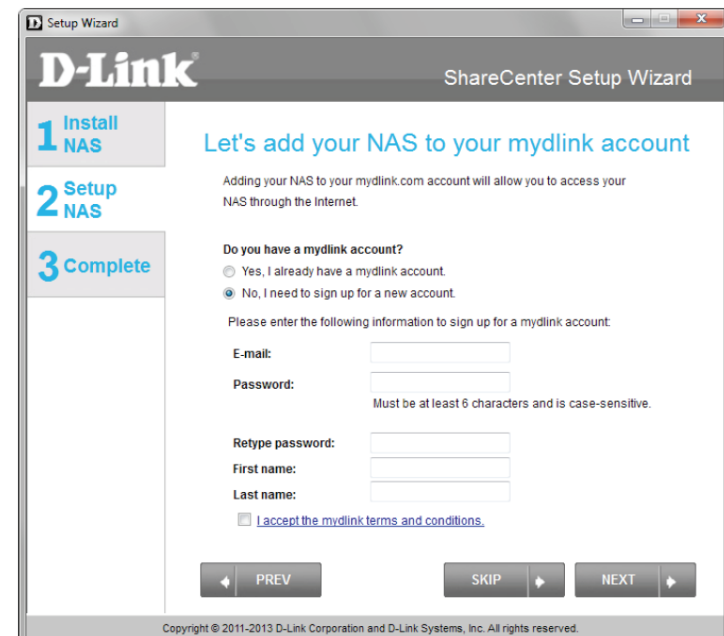 Setup Wizard
D-Link
ShareCenter Setup Wizard
1 Install
NAS
2 Setup
NAS
3 Complete
Let's add your NAS to your mydlink account
Adding your NAS to your mydlink.com account will allow you to access your
NAS through the Internet.
Do you have a mydlink account?
Yes, I already have a mydlink account.
No, I need to sign up for a new account.
Please enter the following information to sign up for a mydlink account:
E-mail:
Password:
Must be at least 6 characters and is case-sensitive.
Retype password:
First name:
Last name:
I accept the mydlink terms and conditions.
PREV
SKIP
NEXT
Copyright © 2011-2013 D-Link Corporation and D-Link Systems, Inc. All rights reserved.